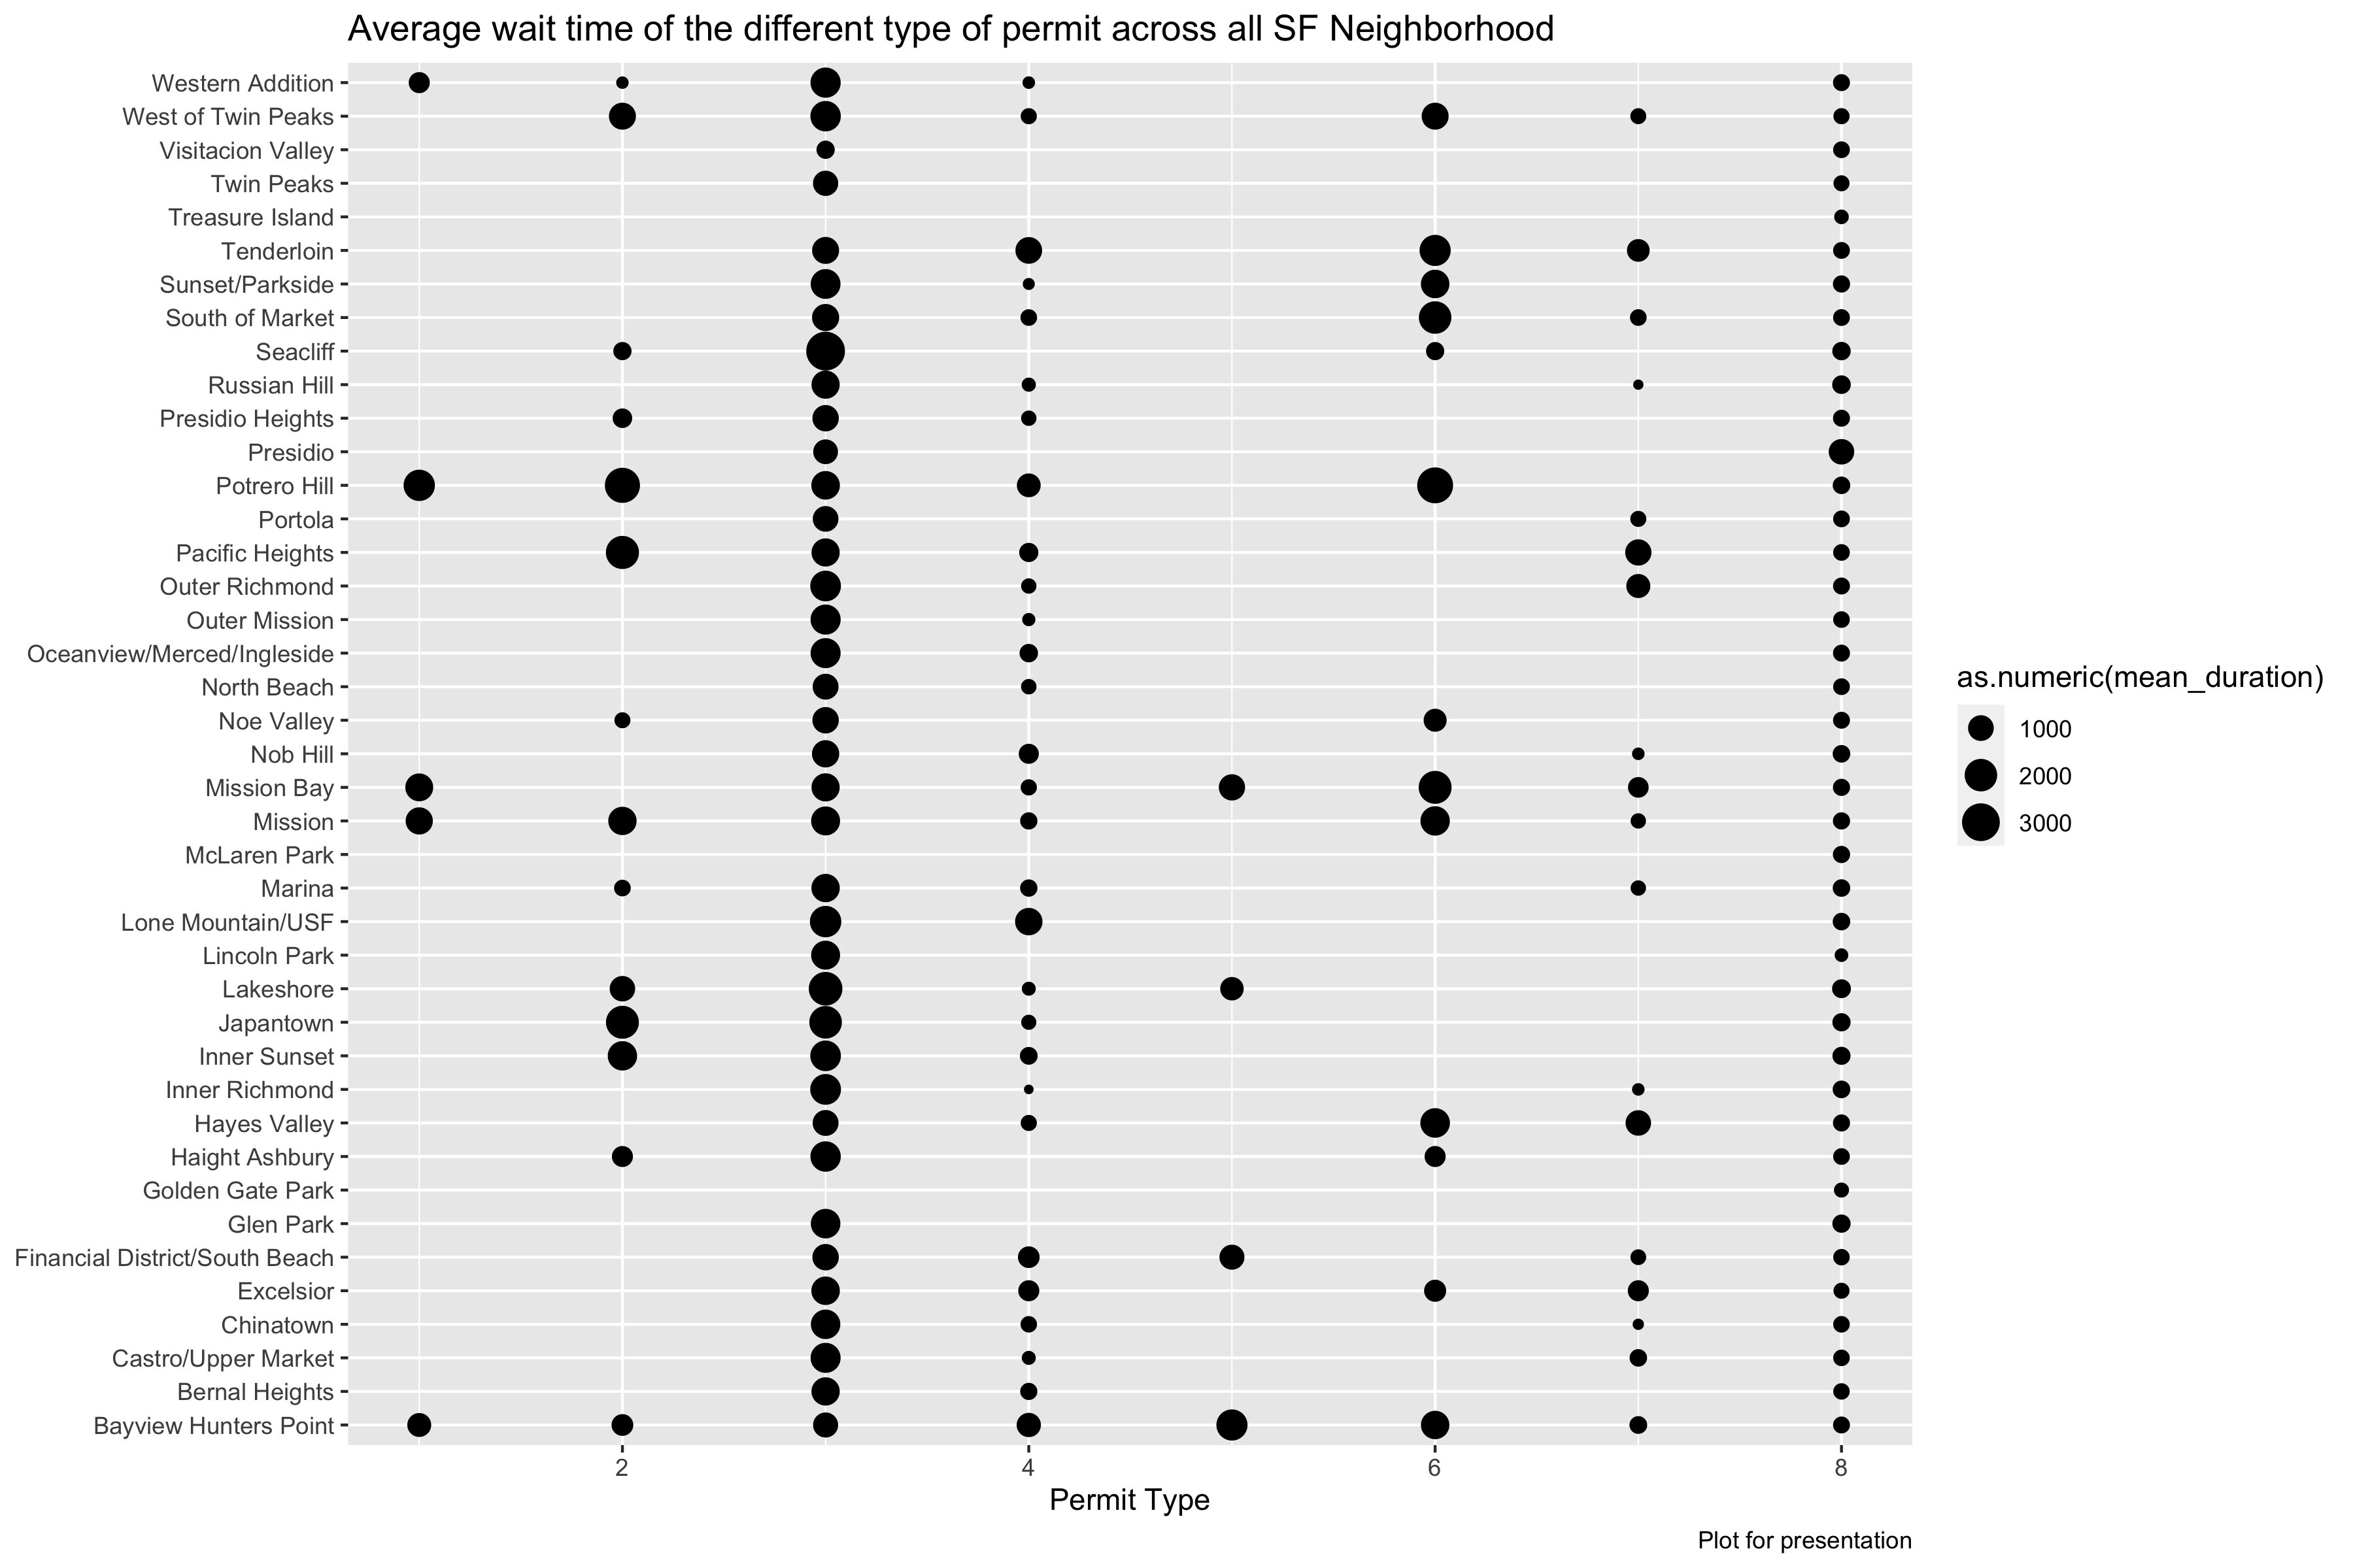 Average wait time of the different type of permit across all SF Neighborhood
Western Addition
West of Twin Peaks
Visitacion Valley
Twin Peaks
Treasure Island
Tenderloin
Sunset/Parkside
South of Market
Seacliff
Russian Hill
Presidio Heights
Presidio
Potrero Hill
Portola
Pacific Heights
Outer Richmond
Outer Mission
Oceanview/Merced/Ingleside
North Beach
Noe Valley
Nob Hill
Mission Bay
Mission
McLaren Park
Marina
Lone Mountain/USF
Lincoln Park
Lakeshore
Japantown
Inner Sunset
Inner Richmond
Hayes Valley
Haight Ashbury
Golden Gate Park
Glen Park
Financial District/South Beach
Excelsior
Chinatown
Castro/Upper Market
Bernal Heights
Bayview Hunters Point
2 4 6 8
Permit Type
as.numeric(mean_duration)
1000
2000
3000
Plot for presentation